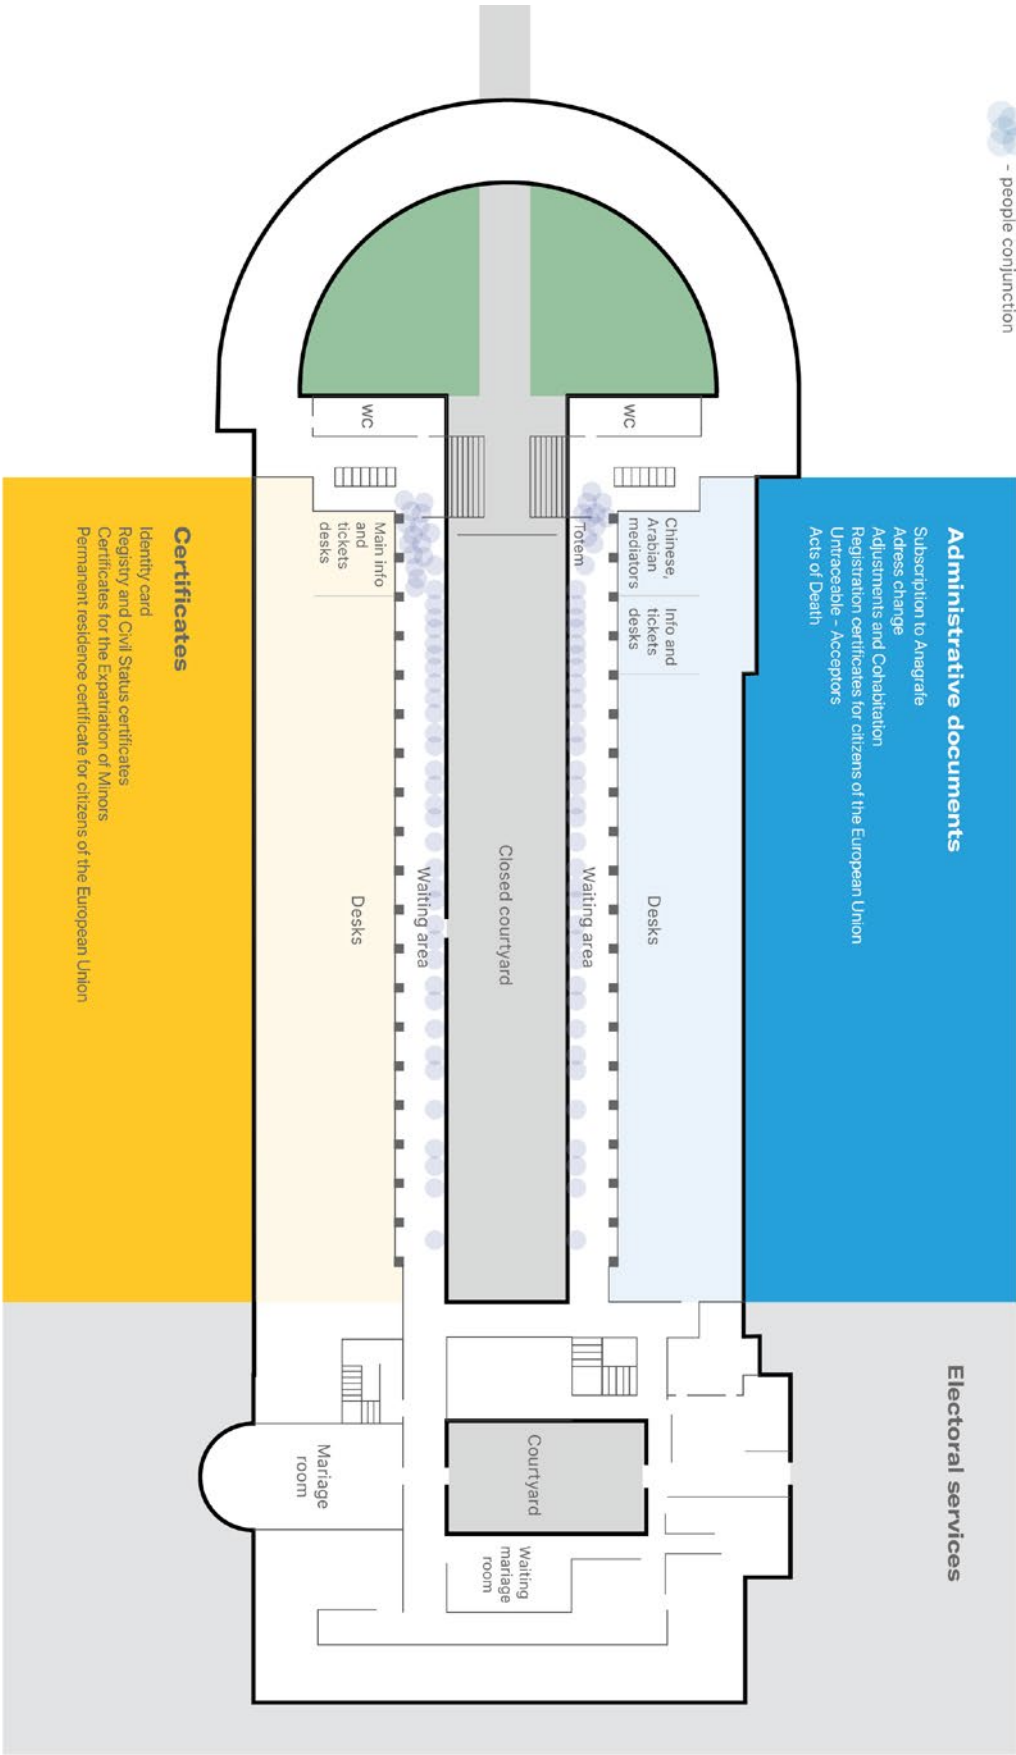 - people conjunction
Administrative documents
Subscription to Anagrafe
Adress change
Adjustments and Cohabitation
Registration certificates for citizens of the European Union
Untraceable – Acceptors
Acts of Death
Electoral services
WC
Chinese,
Arabian
mediators
Info and
tickets
desks
Desks
Totem
Waiting area
Closed courtyard
Courtyard
Waiting
mariage
room
WC
Main info
and
tickets
desks
Waiting area
Desks
Mariage
room
Certificates
Identity card
Registry and Civil Status certificates
Certificates for the Expatriation of Minors
Permanent residence certificate for citizens of the European Union